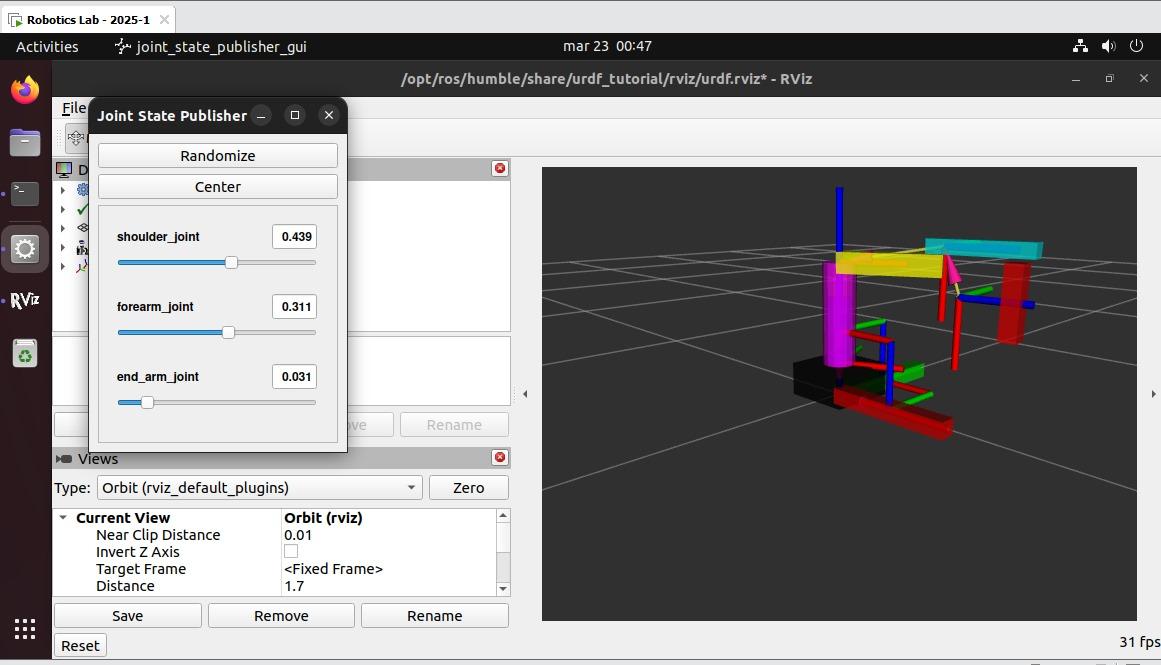 Robotics Lab - 2025-1
Activities
joint_state_publisher_gui
mar 23 00:47
/opt/ros/humble/share/urdf_tutorial/rviz/urdf.rviz* - RViz
File
Joint State Publisher
Randomize
Center
shoulder_joint 0.439
forearm_joint 0.311
end_arm_joint 0.031
RViz
D
Rename
Views
Type: Orbit (rviz_default_plugins) Zero
Current View Orbit (rviz)
Near Clip Distance 0.01
Invert Z Axis
Target Frame <Fixed Frame>
Distance 1.7
Save Remove Rename
Reset
31 fps